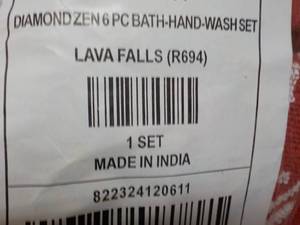 DIAMOND ZEN 6 PC BATH-HAND-WASH SET
LAVA FALLS (R694)
1 SET
MADE IN INDIA
822324120611